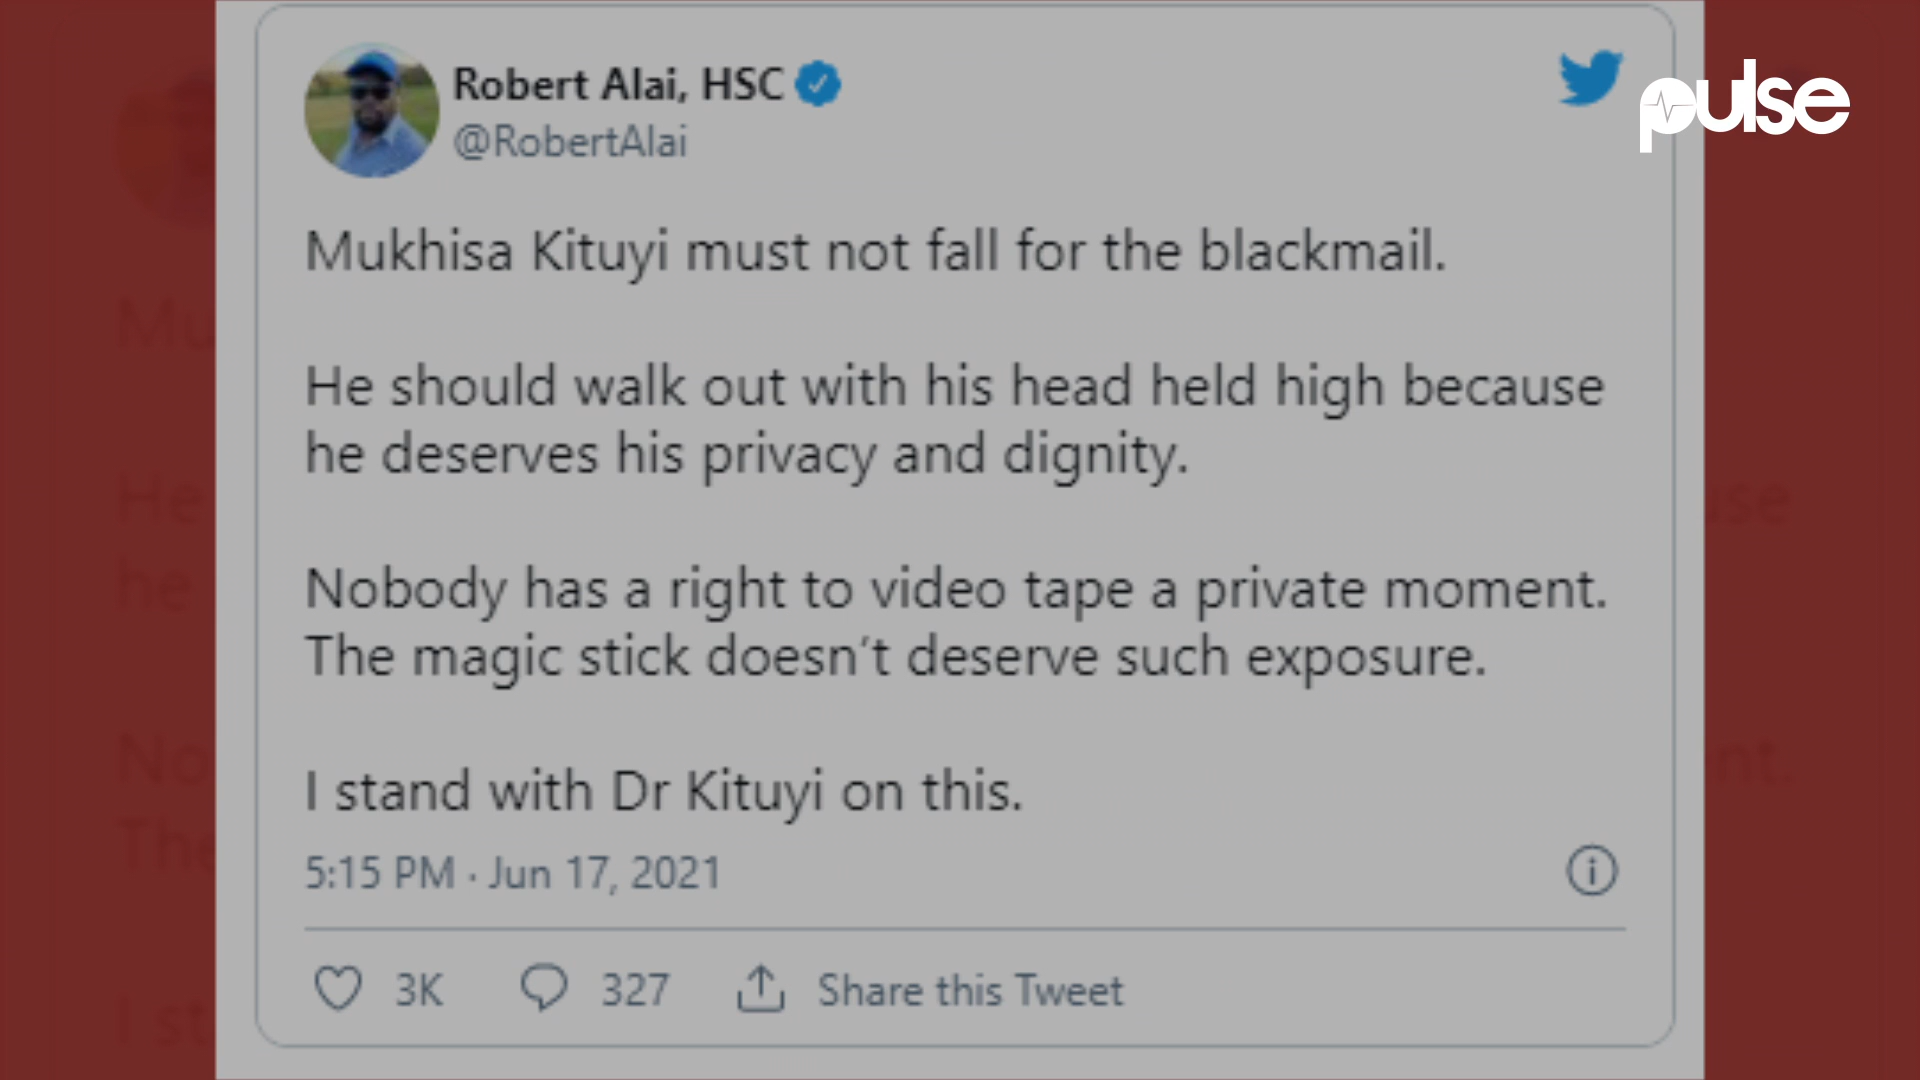 Robert Alai, HSC
@RobertAlai
pulse
Mukhisa Kituyi must not fall for the blackmail.
He should walk out with his head held high because
he deserves his privacy and dignity.
Nobody has a right to video tape a private moment.
The magic stick doesn't deserve such exposure.
I stand with Dr Kituyi on this.
5:15 PM · Jun 17, 2021
3K 327 Share this Tweet